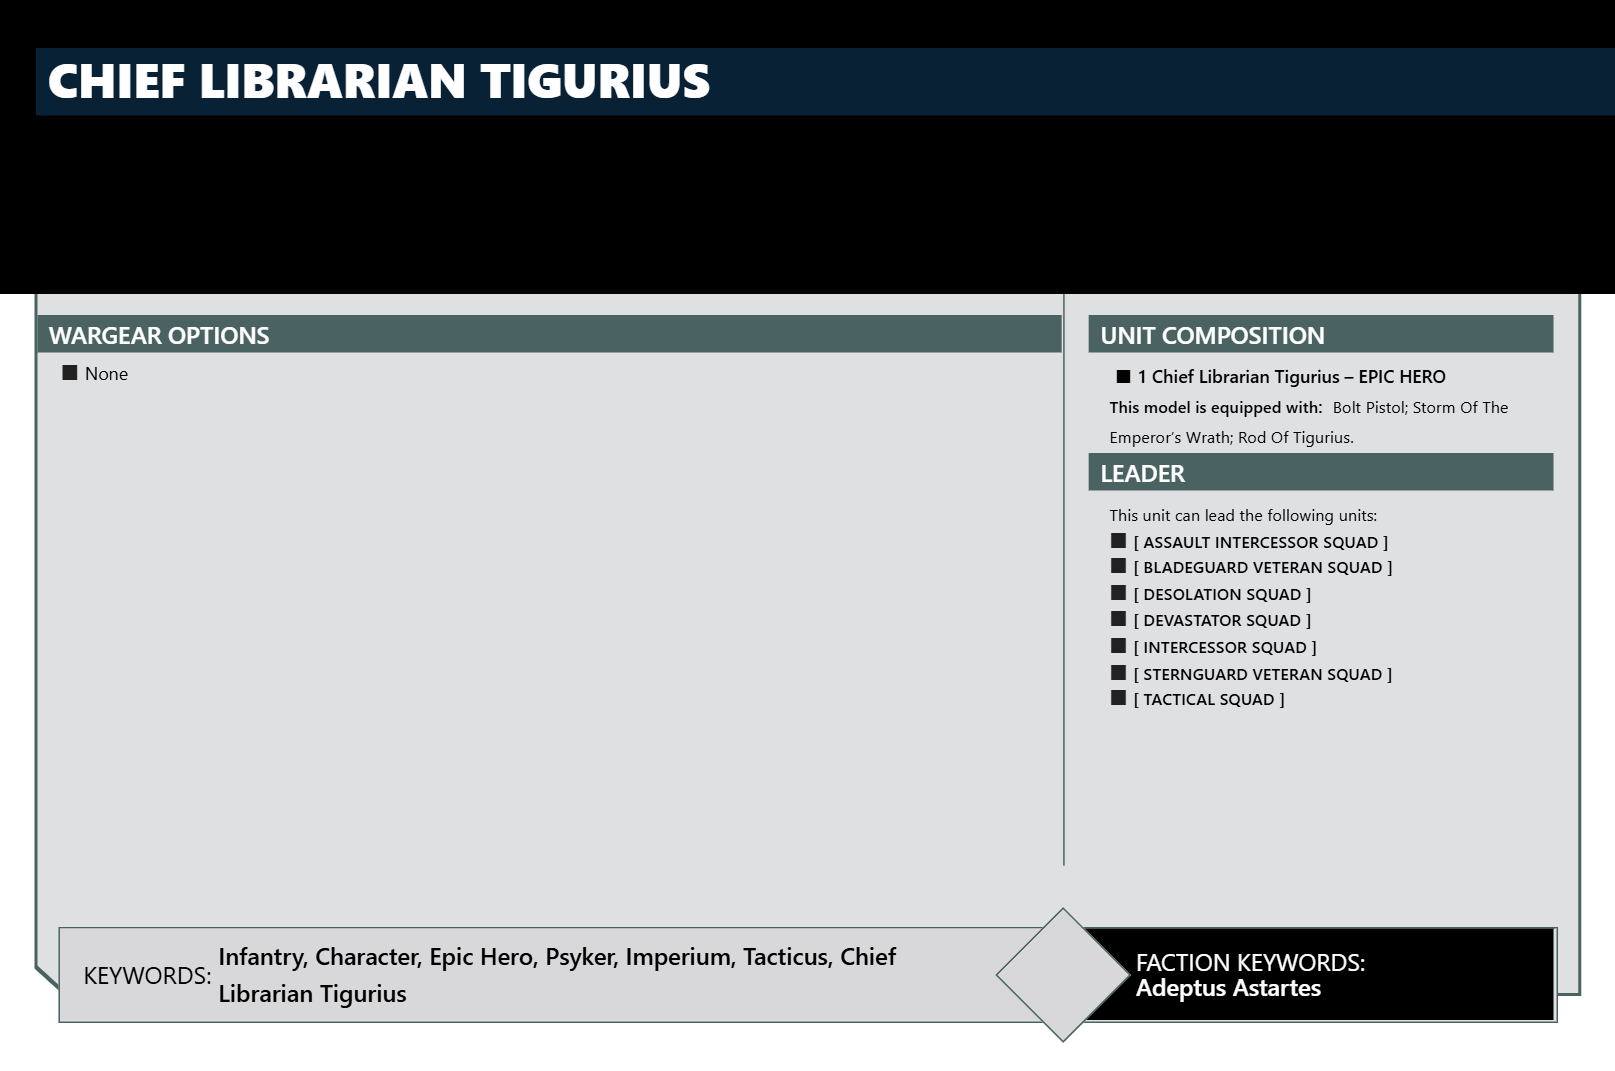 CHIEF LIBRARIAN TIGURIUS
WARGEAR OPTIONS
None
UNIT COMPOSITION
1 Chief Librarian Tigurius – EPIC HERO
This model is equipped with: Bolt Pistol; Storm Of The
Emperor’s Wrath; Rod Of Tigurius.
LEADER
This unit can lead the following units:
[ ASSAULT INTERCESSOR SQUAD ]
[ BLADEGUARD VETERAN SQUAD ]
[ DESOLATION SQUAD ]
[ DEVASTATOR SQUAD ]
[ INTERCESSOR SQUAD ]
[ STERNGUARD VETERAN SQUAD ]
[ TACTICAL SQUAD ]
KEYWORDS: Infantry, Character, Epic Hero, Psyker, Imperium, Tacticus, Chief
Librarian Tigurius
FACTION KEYWORDS:
Adeptus Astartes